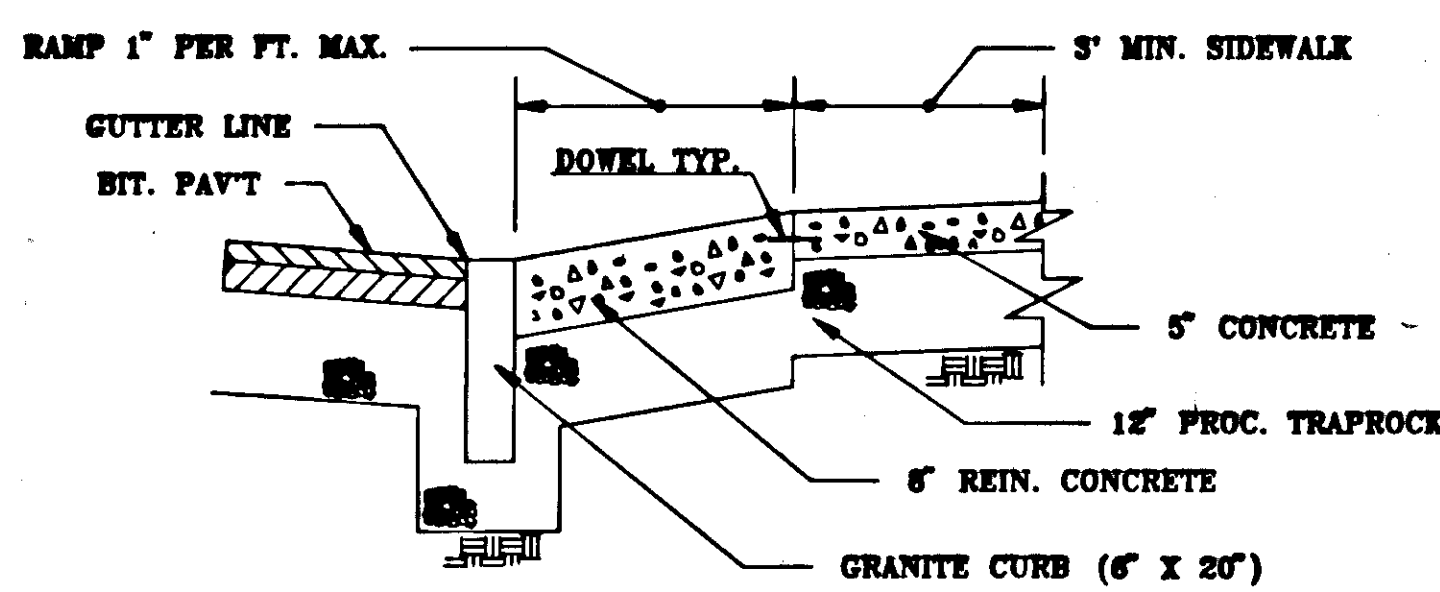 RAMP 1" PER FT. MAX.
3' MIN. SIDEWALK
GUTTER LINE
DOWEL TYP.
BIT. PAV'T
5" CONCRETE
12" PROC. TRAPROCK
8" REIN. CONCRETE
GRANITE CURB (6" X 20")